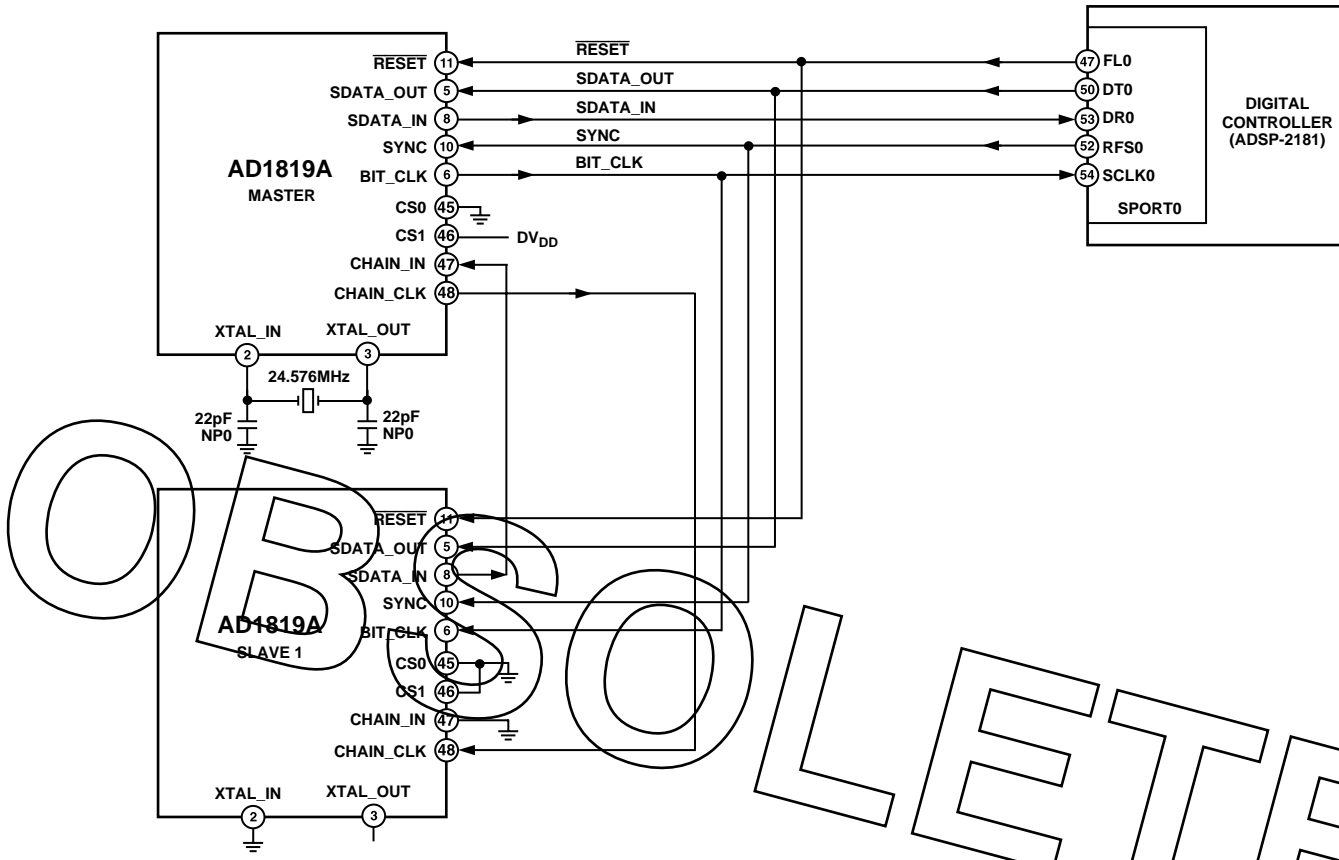 RESET 11
SDATA_OUT 5
SDATA_IN 8
SYNC 10
BIT_CLK 6
CS0 45
CS1 46
CHAIN_IN 47
CHAIN_CLK 48
AD1819A
MASTER
XTAL_IN
XTAL_OUT
2
3
24.576MHz
22pF
NP0
22pF
NP0
DVDD
RESET
SDATA_OUT
SDATA_IN
SYNC
BIT_CLK
47 FL0
50 DT0
53 DR0
52 RFS0
54 SCLK0
SPORT0
DIGITAL
CONTROLLER
(ADSP-2181)
RESET 11
SDATA_OUT 5
SDATA_IN 8
SYNC 10
BIT_CLK 6
CS0 45
CS1 46
CHAIN_IN 47
CHAIN_CLK 48
AD1819A
SLAVE 1
XTAL_IN
XTAL_OUT
2
3
OBSOLETE